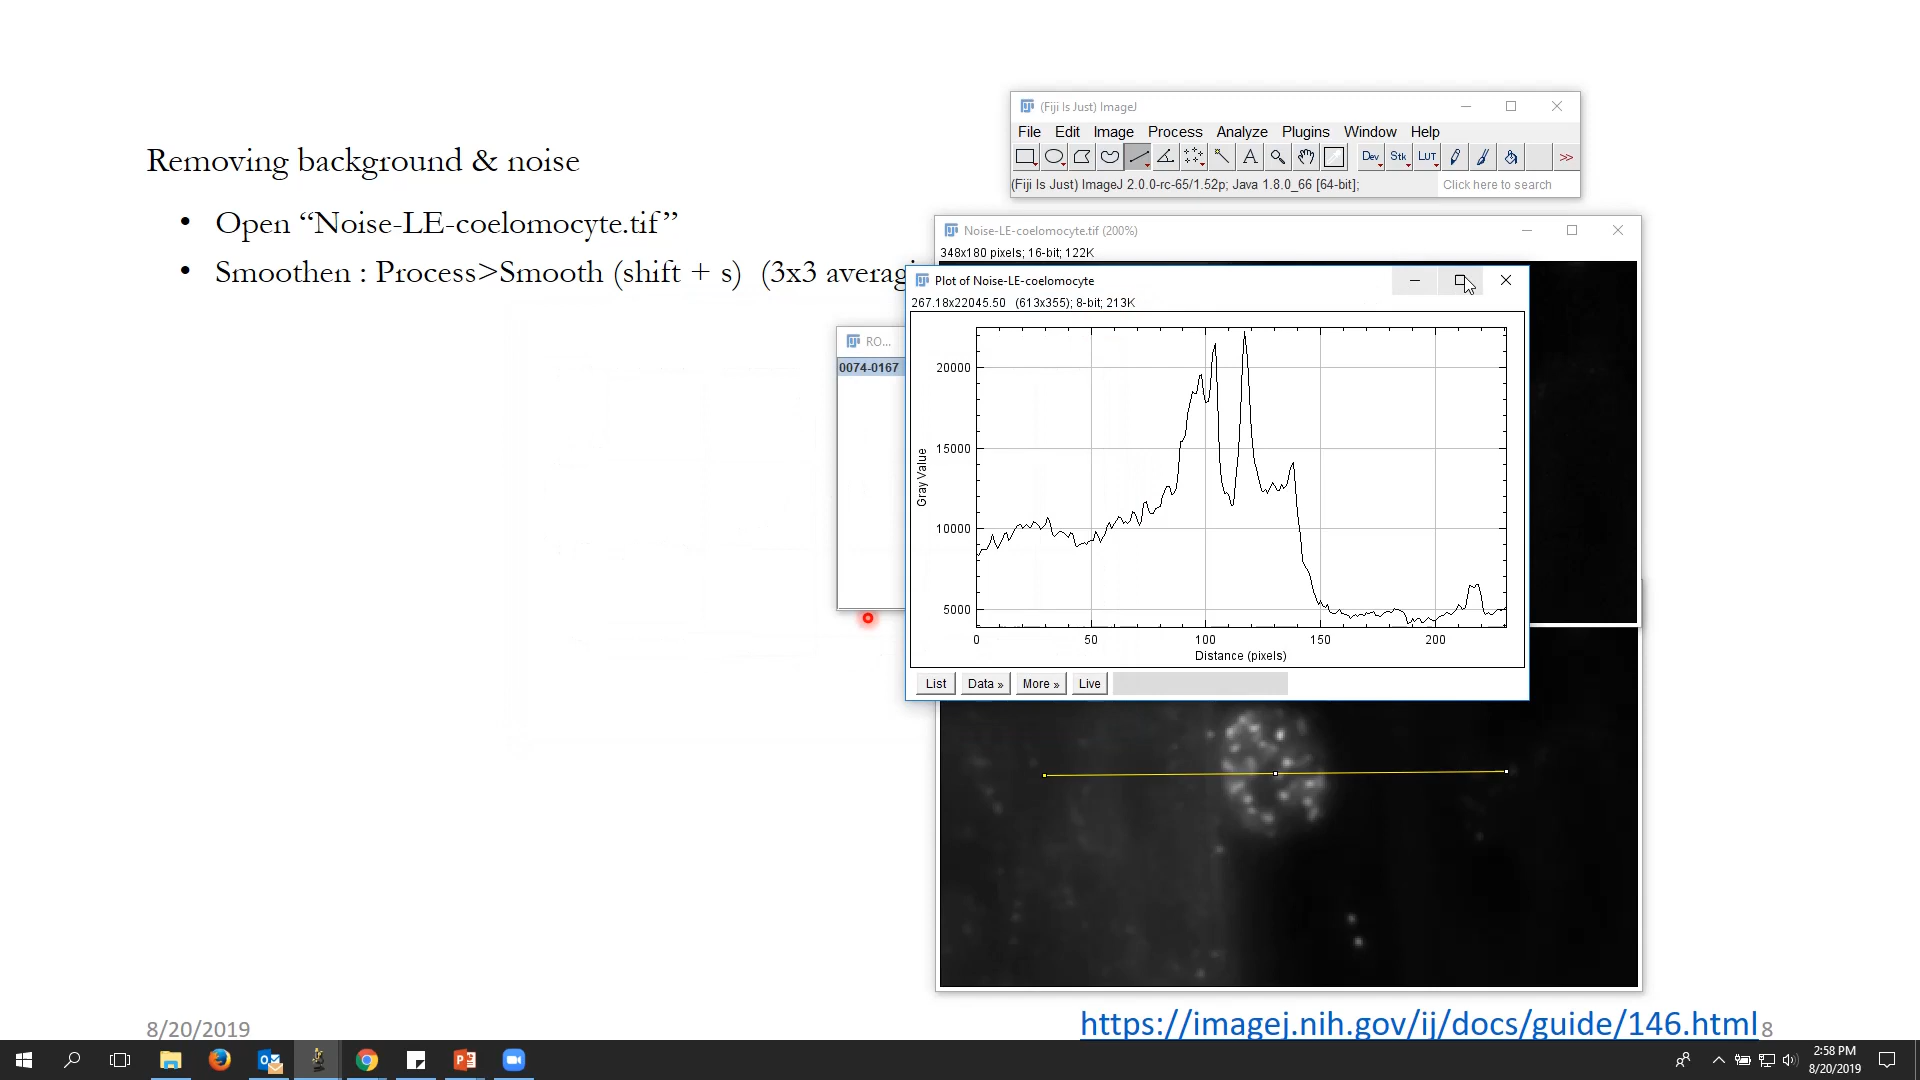 Removing background & noise
• Open “Noise-LE-coelomocyte.tif”
• Smoothen : Process>Smooth (shift + s) (3x3 averagi
(Fiji Is Just) ImageJ
File Edit Image Process Analyze Plugins Window Help
Dev Stk LUT >>
(Fiji Is Just) ImageJ 2.0.0-rc-65/1.52p; Java 1.8.0_66 [64-bit];
Click here to search
Noise-LE-coelomocyte.tif (200%)
348x180 pixels; 16-bit; 122K
RO...
0074-0167
Plot of Noise-LE-coelomocyte
267.18x22045.50 (613x355); 8-bit; 213K
20000
15000
10000
5000
Gray Value
0 50 100 150 200
Distance (pixels)
List Data » More » Live
8/20/2019
https://imagej.nih.gov/ij/docs/guide/146.html
8
2:58 PM
8/20/2019